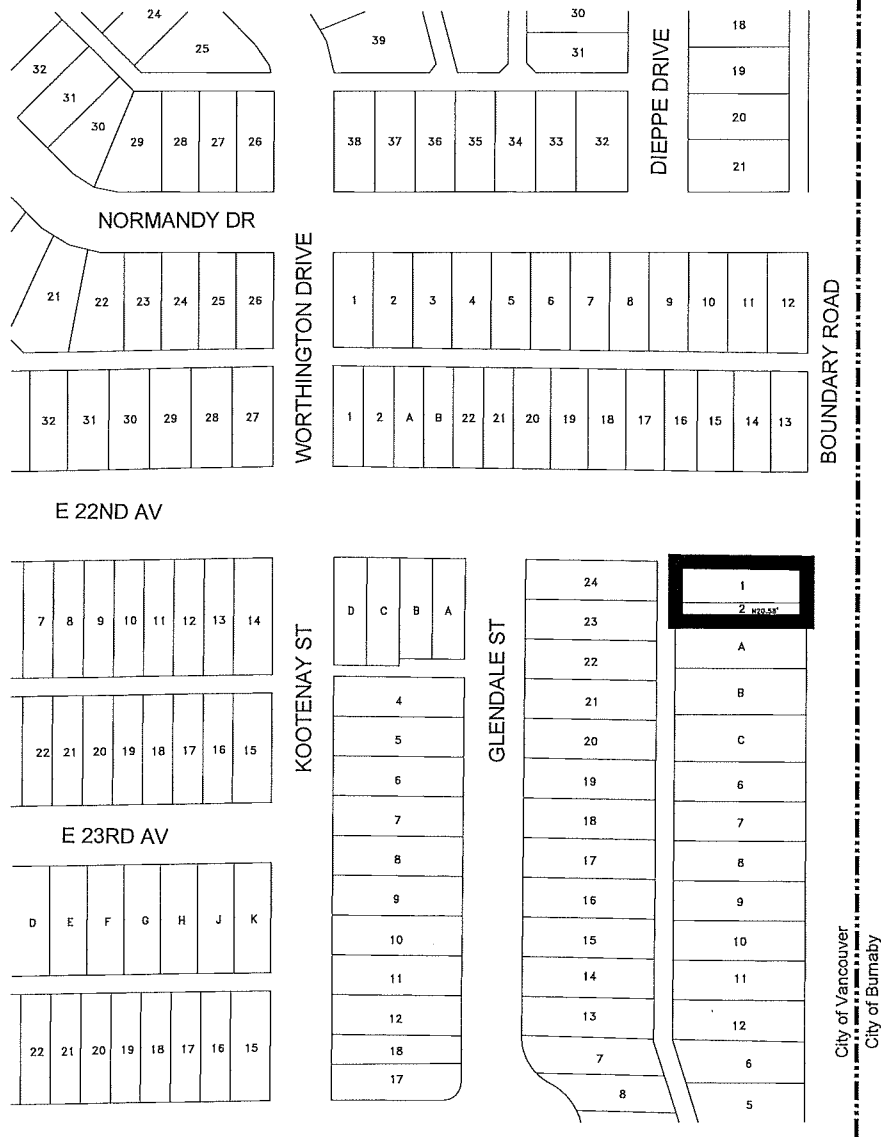 24
25
32
31
30
29 28 27 26
39
30
31
38 37 36 35 34 33 32
DIEPPE DRIVE
18
19
20
21
NORMANDY DR
WORTHINGTON DRIVE
BOUNDARY ROAD
21 22 23 24 25 26
1 2 3 4 5 6 7 8 9 10 11 12
32 31 30 29 28 27
1 2 A B 22 21 20 19 18 17 16 15 14 13
E 22ND AV
7 8 9 10 11 12 13 14
22 21 20 19 18 17 16 15
KOOTENAY ST
D C B A
4
5
6
7
8
9
10
11
12
18
17
GLENDALE ST
24
23
22
21
20
19
18
17
16
15
14
13
7
8
1
2 N20.58'
A
B
C
6
7
8
9
10
11
12
6
5
E 23RD AV
D E F G H J K
22 21 20 19 18 17 16 15
City of Vancouver
City of Burnaby